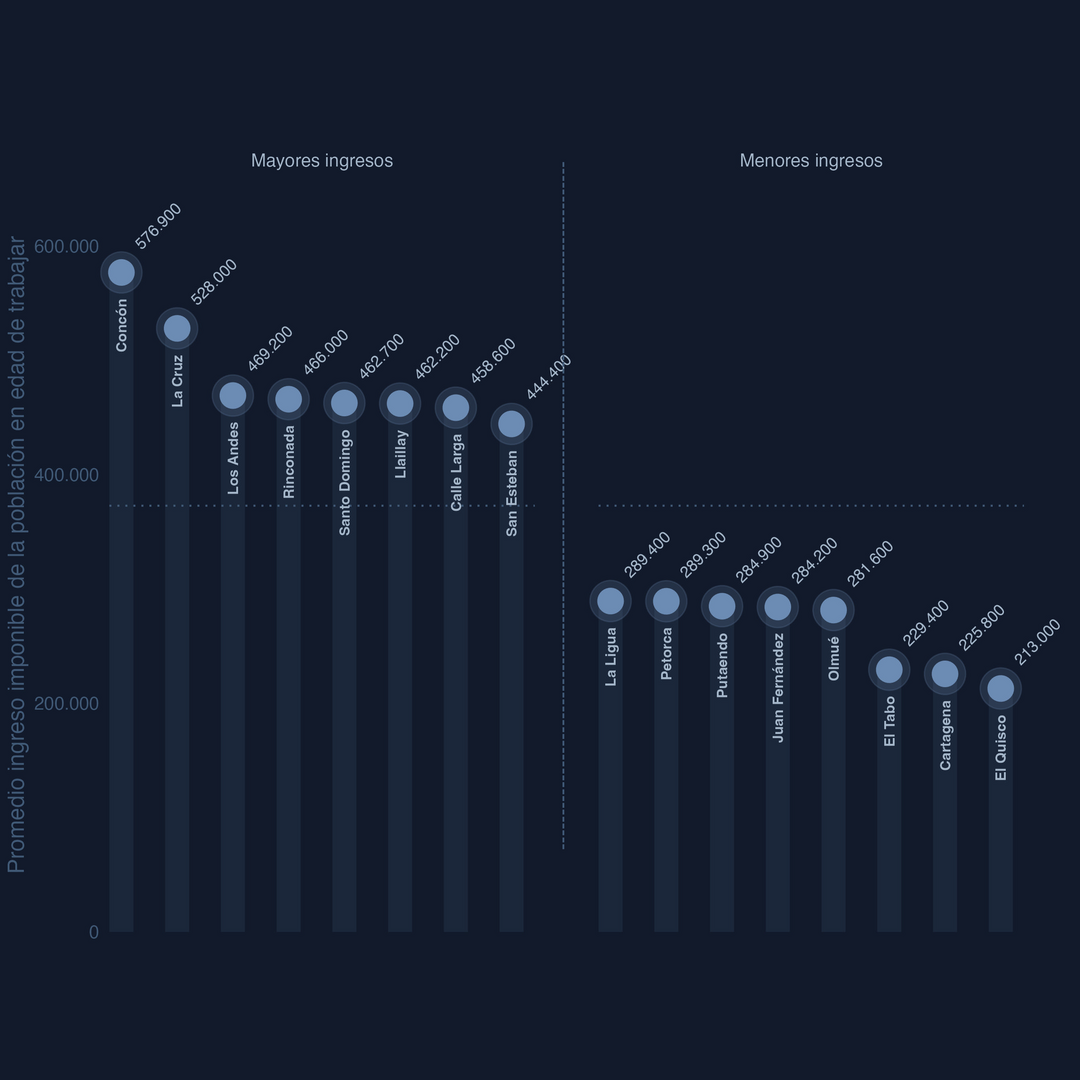 Mayores ingresos
Menores ingresos
Promedio ingreso imponible de la población en edad de trabajar
600.000
400.000
200.000
0
576.900
Concón
528.000
La Cruz
469.200
Los Andes
466.000
Rinconada
462.700
Santo Domingo
462.200
Llaillay
458.600
Calle Larga
444.400
San Esteban
289.400
La Ligua
289.300
Petorca
284.900
Putaendo
284.200
Juan Fernández
281.600
Olmué
229.400
El Tabo
225.800
Cartagena
213.000
El Quisco